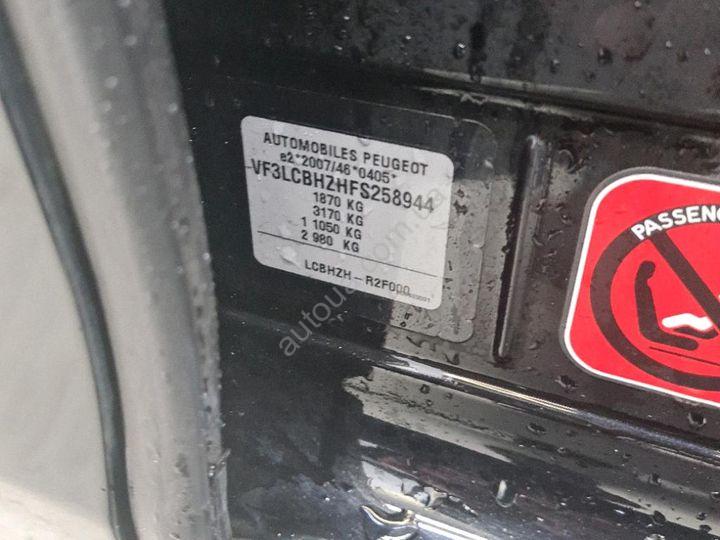 AUTOMOBILES PEUGEOT
e2*2007/46*0405*
VF3LCBHZHFS258944
1870 KG
3170 KG
1 1050 KG
2 980 KG
LCBHZH-R2F000
PASSENG